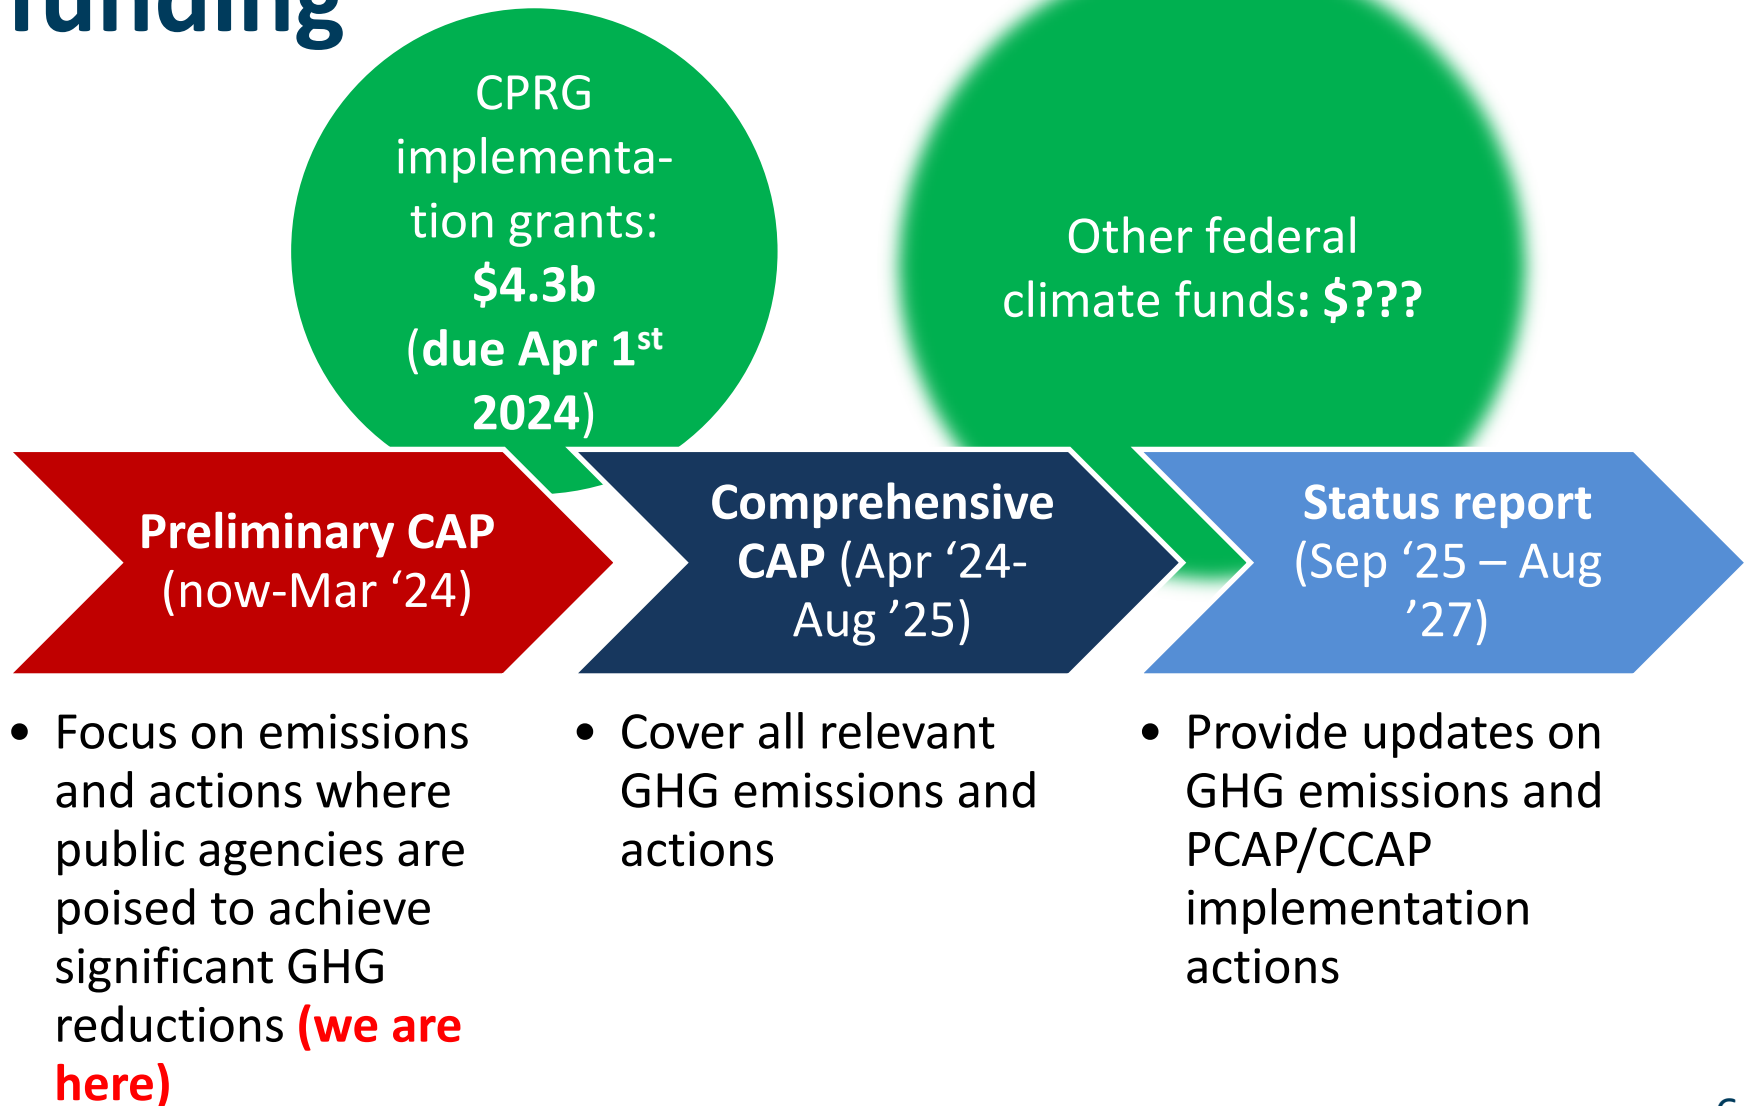 funding
CPRG
implementa-
tion grants:
$4.3b
(due Apr 1st
2024)
Other federal
climate funds: $???
Preliminary CAP
(now-Mar ‘24)
Comprehensive
CAP (Apr ‘24-
Aug ’25)
Status report
(Sep ‘25 – Aug
’27)
• Focus on emissions
and actions where
public agencies are
poised to achieve
significant GHG
reductions (we are
here)
• Cover all relevant
GHG emissions and
actions
• Provide updates on
GHG emissions and
PCAP/CCAP
implementation
actions